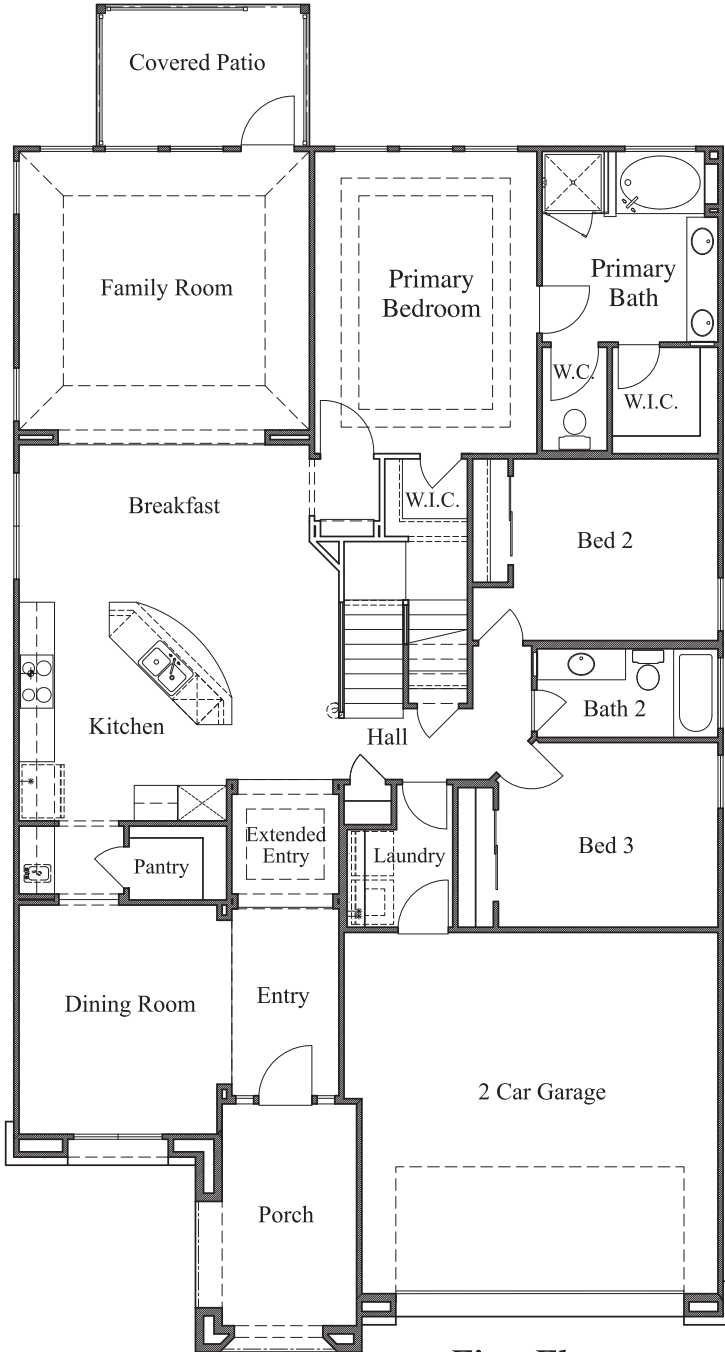 Covered Patio
Family Room
Primary
Bedroom
Primary
Bath
W.C.
W.I.C.
Breakfast
W.I.C.
Bed 2
Kitchen
Hall
Bath 2
Extended
Entry
Pantry
Laundry
Bed 3
Dining Room
Entry
2 Car Garage
Porch